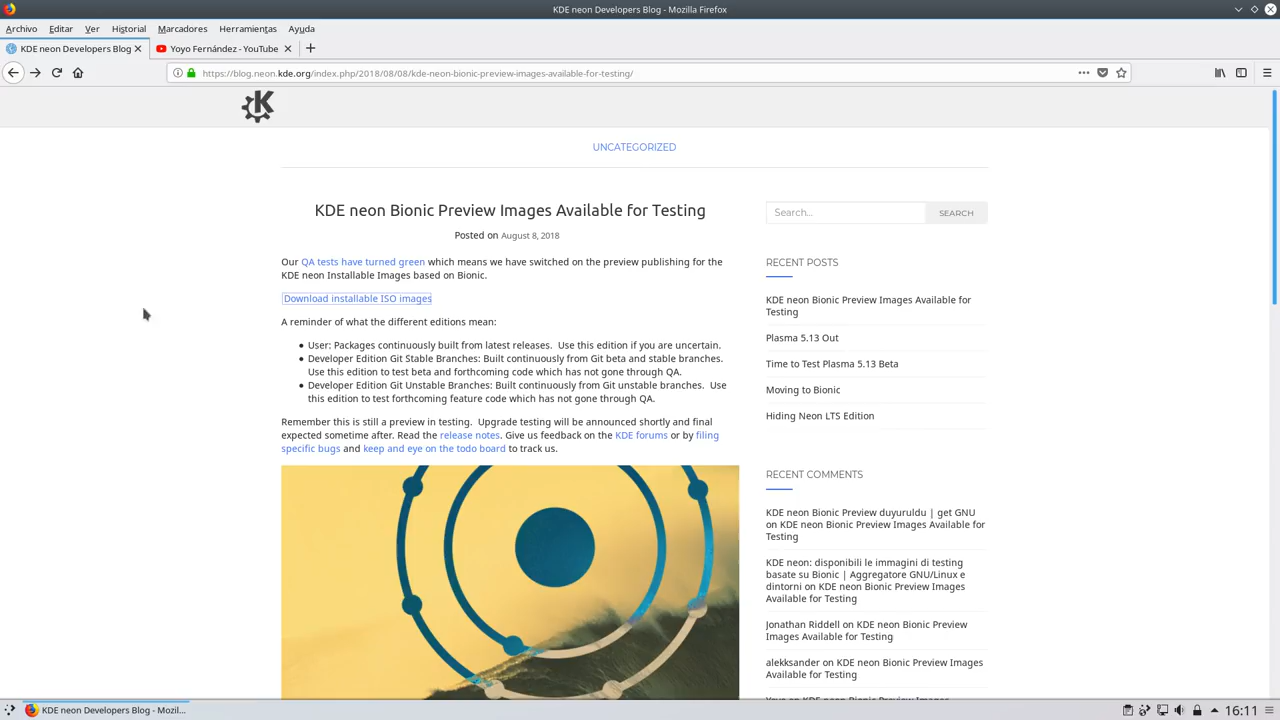 KDE neon Developers Blog - Mozilla Firefox
Archivo Editar Ver Historial Marcadores Herramientas Ayuda
KDE neon Developers Blog Yoyo Fernández - YouTube
https://blog.neon.kde.org/index.php/2018/08/08/kde-neon-bionic-preview-images-available-for-testing/
UNCATEGORIZED
KDE neon Bionic Preview Images Available for Testing
Posted on August 8, 2018
Our QA tests have turned green which means we have switched on the preview publishing for the
KDE neon Installable Images based on Bionic.
Download installable ISO images
A reminder of what the different editions mean:
User: Packages continuously built from latest releases.  Use this edition if you are uncertain.
Developer Edition Git Stable Branches: Built continuously from Git beta and stable branches.
Use this edition to test beta and forthcoming code which has not gone through QA.
Developer Edition Git Unstable Branches: Built continuously from Git unstable branches.  Use
this edition to test forthcoming feature code which has not gone through QA.
Remember this is still a preview in testing.  Upgrade testing will be announced shortly and final
expected sometime after. Read the release notes. Give us feedback on the KDE forums or by filing
specific bugs and keep and eye on the todo board to track us.
Search... SEARCH
RECENT POSTS
KDE neon Bionic Preview Images Available for
Testing
Plasma 5.13 Out
Time to Test Plasma 5.13 Beta
Moving to Bionic
Hiding Neon LTS Edition
RECENT COMMENTS
KDE neon Bionic Preview duyuruldu | get GNU
on KDE neon Bionic Preview Images Available for
Testing
KDE neon: disponibili le immagini di testing
basate su Bionic | Aggregatore GNU/Linux e
dintorni on KDE neon Bionic Preview Images
Available for Testing
Jonathan Riddell on KDE neon Bionic Preview
Images Available for Testing
alekksander on KDE neon Bionic Preview Images
Available for Testing
Yoyo on KDE neon Bionic Preview Images
KDE neon Developers Blog - Mozil...
16:11